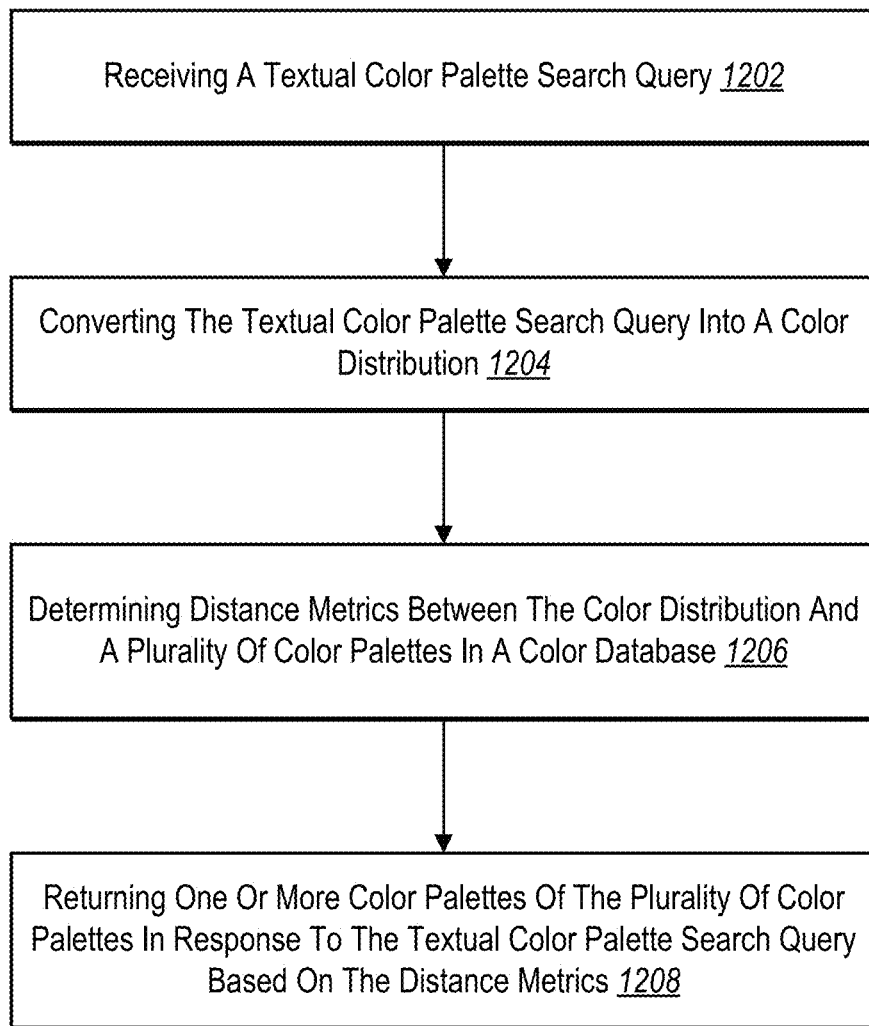 Receiving A Textual Color Palette Search Query 1202
Converting The Textual Color Palette Search Query Into A Color
Distribution 1204
Determining Distance Metrics Between The Color Distribution And
A Plurality Of Color Palettes In A Color Database 1206
Returning One Or More Color Palettes Of The Plurality Of Color
Palettes In Response To The Textual Color Palette Search Query
Based On The Distance Metrics 1208